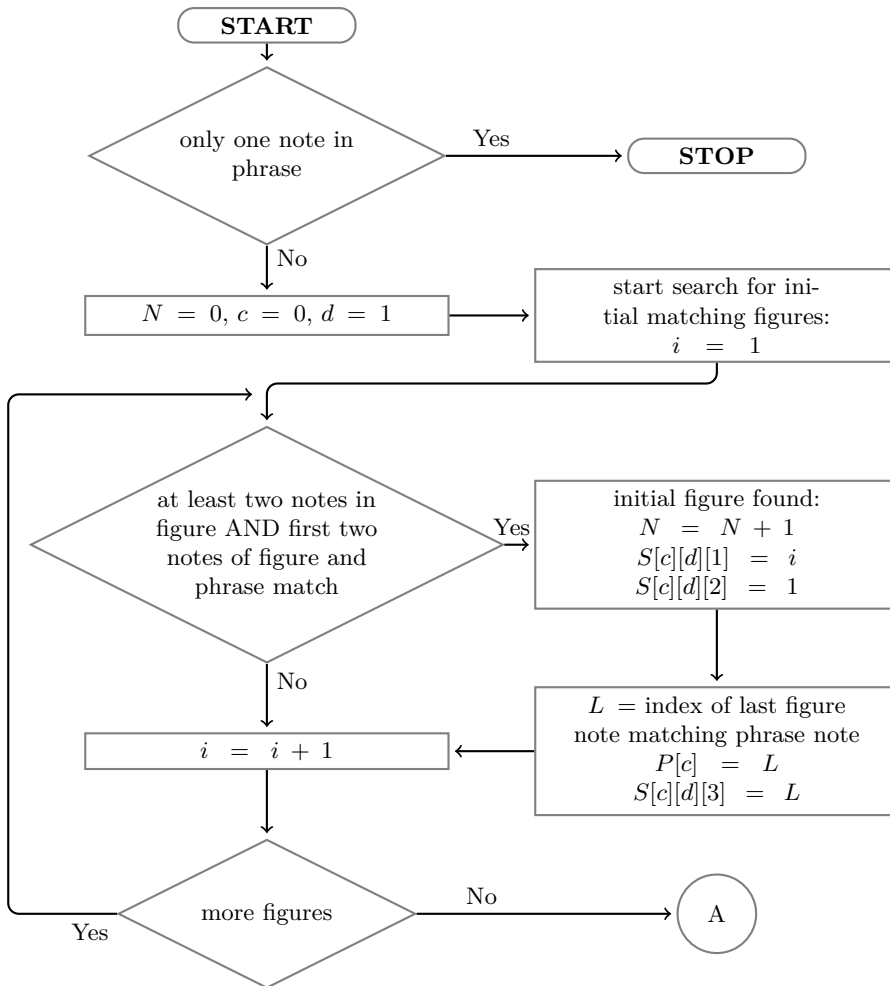 START
only one note in
phrase
Yes
STOP
No
N = 0, c = 0, d = 1
start search for ini-
tial matching figures:
i = 1
at least two notes in
figure AND first two
notes of figure and
phrase match
Yes
initial figure found:
N = N + 1
S[c][d][1] = i
S[c][d][2] = 1
No
L = index of last figure
note matching phrase note
P[c] = L
S[c][d][3] = L
i = i + 1
more figures
No
A
Yes